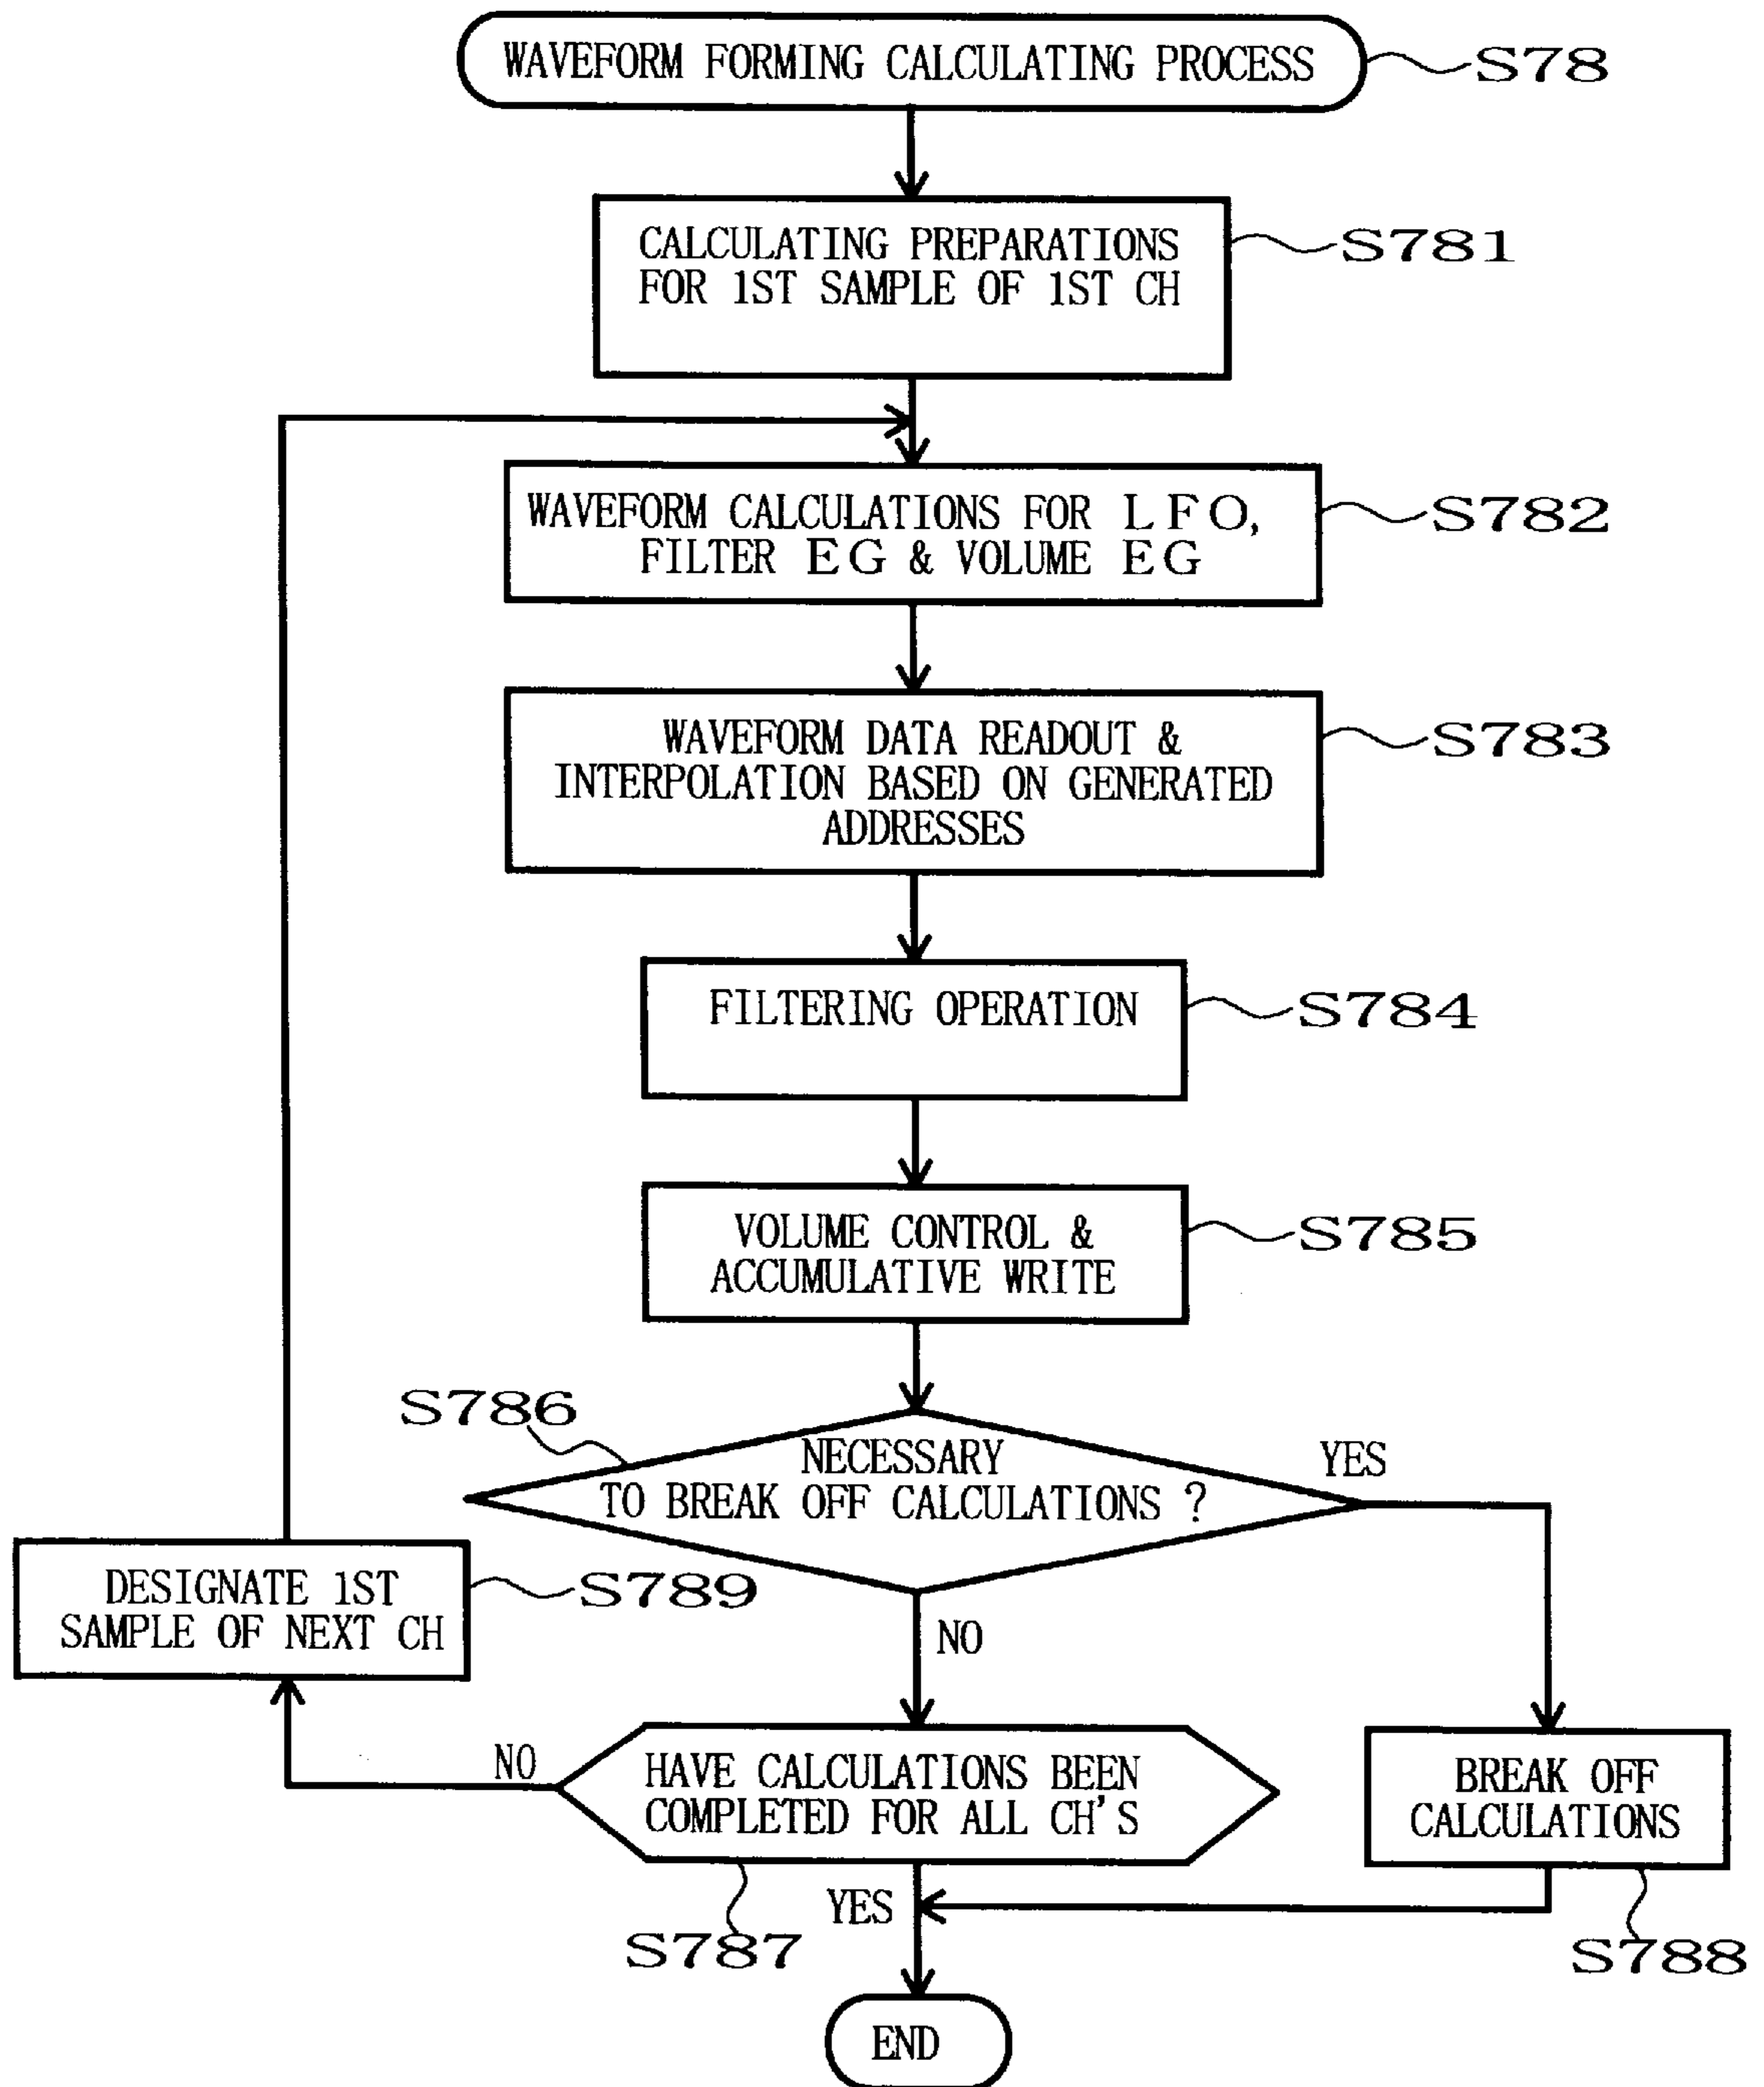 WAVEFORM FORMING CALCULATING PROCESS
S78
CALCULATING PREPARATIONS
FOR 1ST SAMPLE OF 1ST CH
S781
WAVEFORM CALCULATIONS FOR LFO,
FILTER EG & VOLUME EG
S782
WAVEFORM DATA READOUT &
INTERPOLATION BASED ON GENERATED
ADDRESSES
S783
FILTERING OPERATION
S784
VOLUME CONTROL &
ACCUMULATIVE WRITE
S785
S786
NECESSARY
TO BREAK OFF CALCULATIONS ?
YES
DESIGNATE 1ST
SAMPLE OF NEXT CH
S789
NO
NO
HAVE CALCULATIONS BEEN
COMPLETED FOR ALL CH'S
BREAK OFF
CALCULATIONS
YES
S787
S788
END